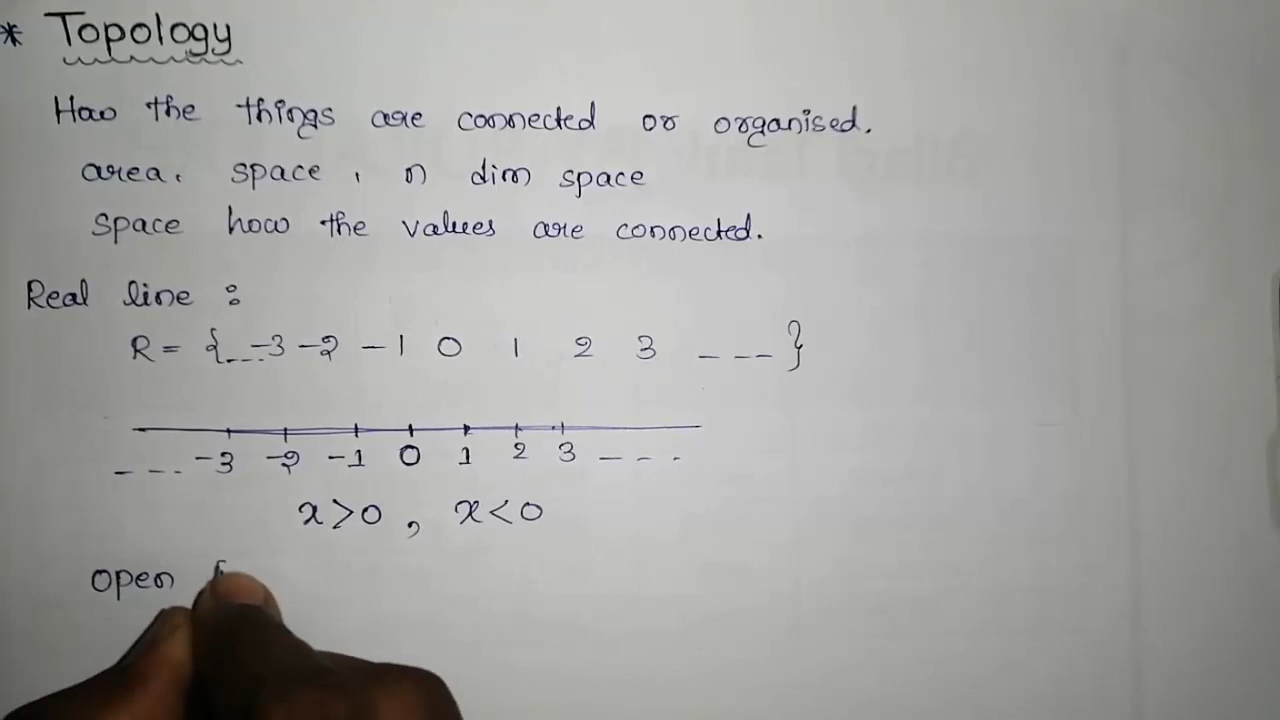 * Topology
How the things are connected or organised.
area, space, n dim space
space how the values are connected.
Real line :
R = {...-3 -2 -1 0 1 2 3 ---}
--- -3 -2 -1 0 1 2 3 ---
x>0 , x<0
open